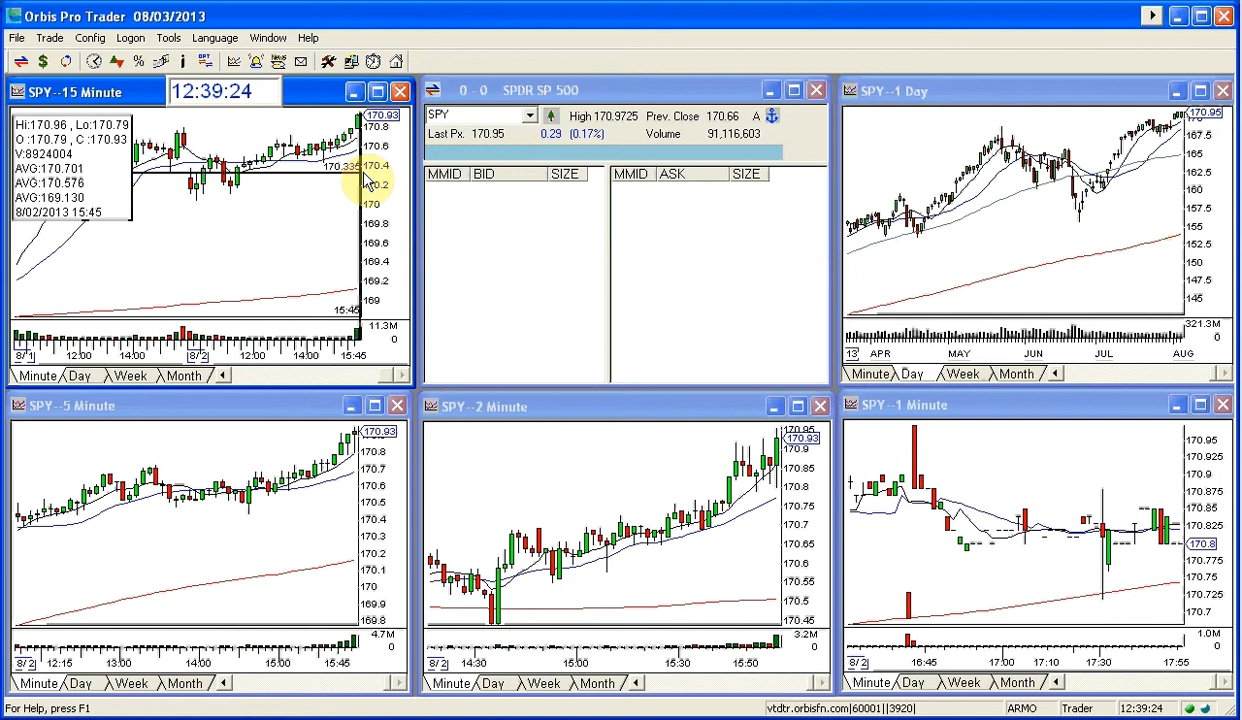 Orbis Pro Trader 08/03/2013
File Trade Config Logon Tools Language Window Help
SPY--15 Minute
12:39:24
Hi:170.96 , Lo:170.79
O :170.79 , C :170.93
V:8924004
AVG:170.701
AVG:170.576
AVG:169.130
8/02/2013 15:45
170.335
15:45
170.93
170.8
170.6
170.4
170.2
170
169.8
169.6
169.4
169.2
169
11.3M
0
8/1 12:00 14:00 8/2 12:00 14:00 15:45
Minute Day Week Month
0 - 0 SPDR SP 500
SPY High 170.9725 Prev. Close 170.66 A
Last Px. 170.95 0.29 (0.17%) Volume 91,116,603
MMID BID SIZE MMID ASK SIZE
SPY--1 Day
170.95
167.5
165
162.5
160
157.5
155
152.5
150
147.5
145
321.3M
0
13 APR MAY JUN JUL AUG
Minute Day Week Month
SPY--5 Minute
170.93
170.8
170.7
170.6
170.5
170.4
170.3
170.2
170.1
170
169.9
169.8
4.7M
0
8/2 12:15 13:00 14:00 15:00 15:45
Minute Day Week Month
SPY--2 Minute
170.95
170.93
170.9
170.85
170.8
170.75
170.7
170.65
170.6
170.55
170.5
170.45
3.2M
0
8/2 14:30 15:00 15:30 15:50
Minute Day Week Month
SPY--1 Minute
170.95
170.925
170.9
170.875
170.85
170.825
170.8
170.775
170.75
170.725
170.7
1.0M
0
8/2 16:45 17:00 17:10 17:30 17:55
Minute Day Week Month
For Help, press F1
vtdtr.orbisfn.com|60001||3920| ARMO Trader 12:39:24